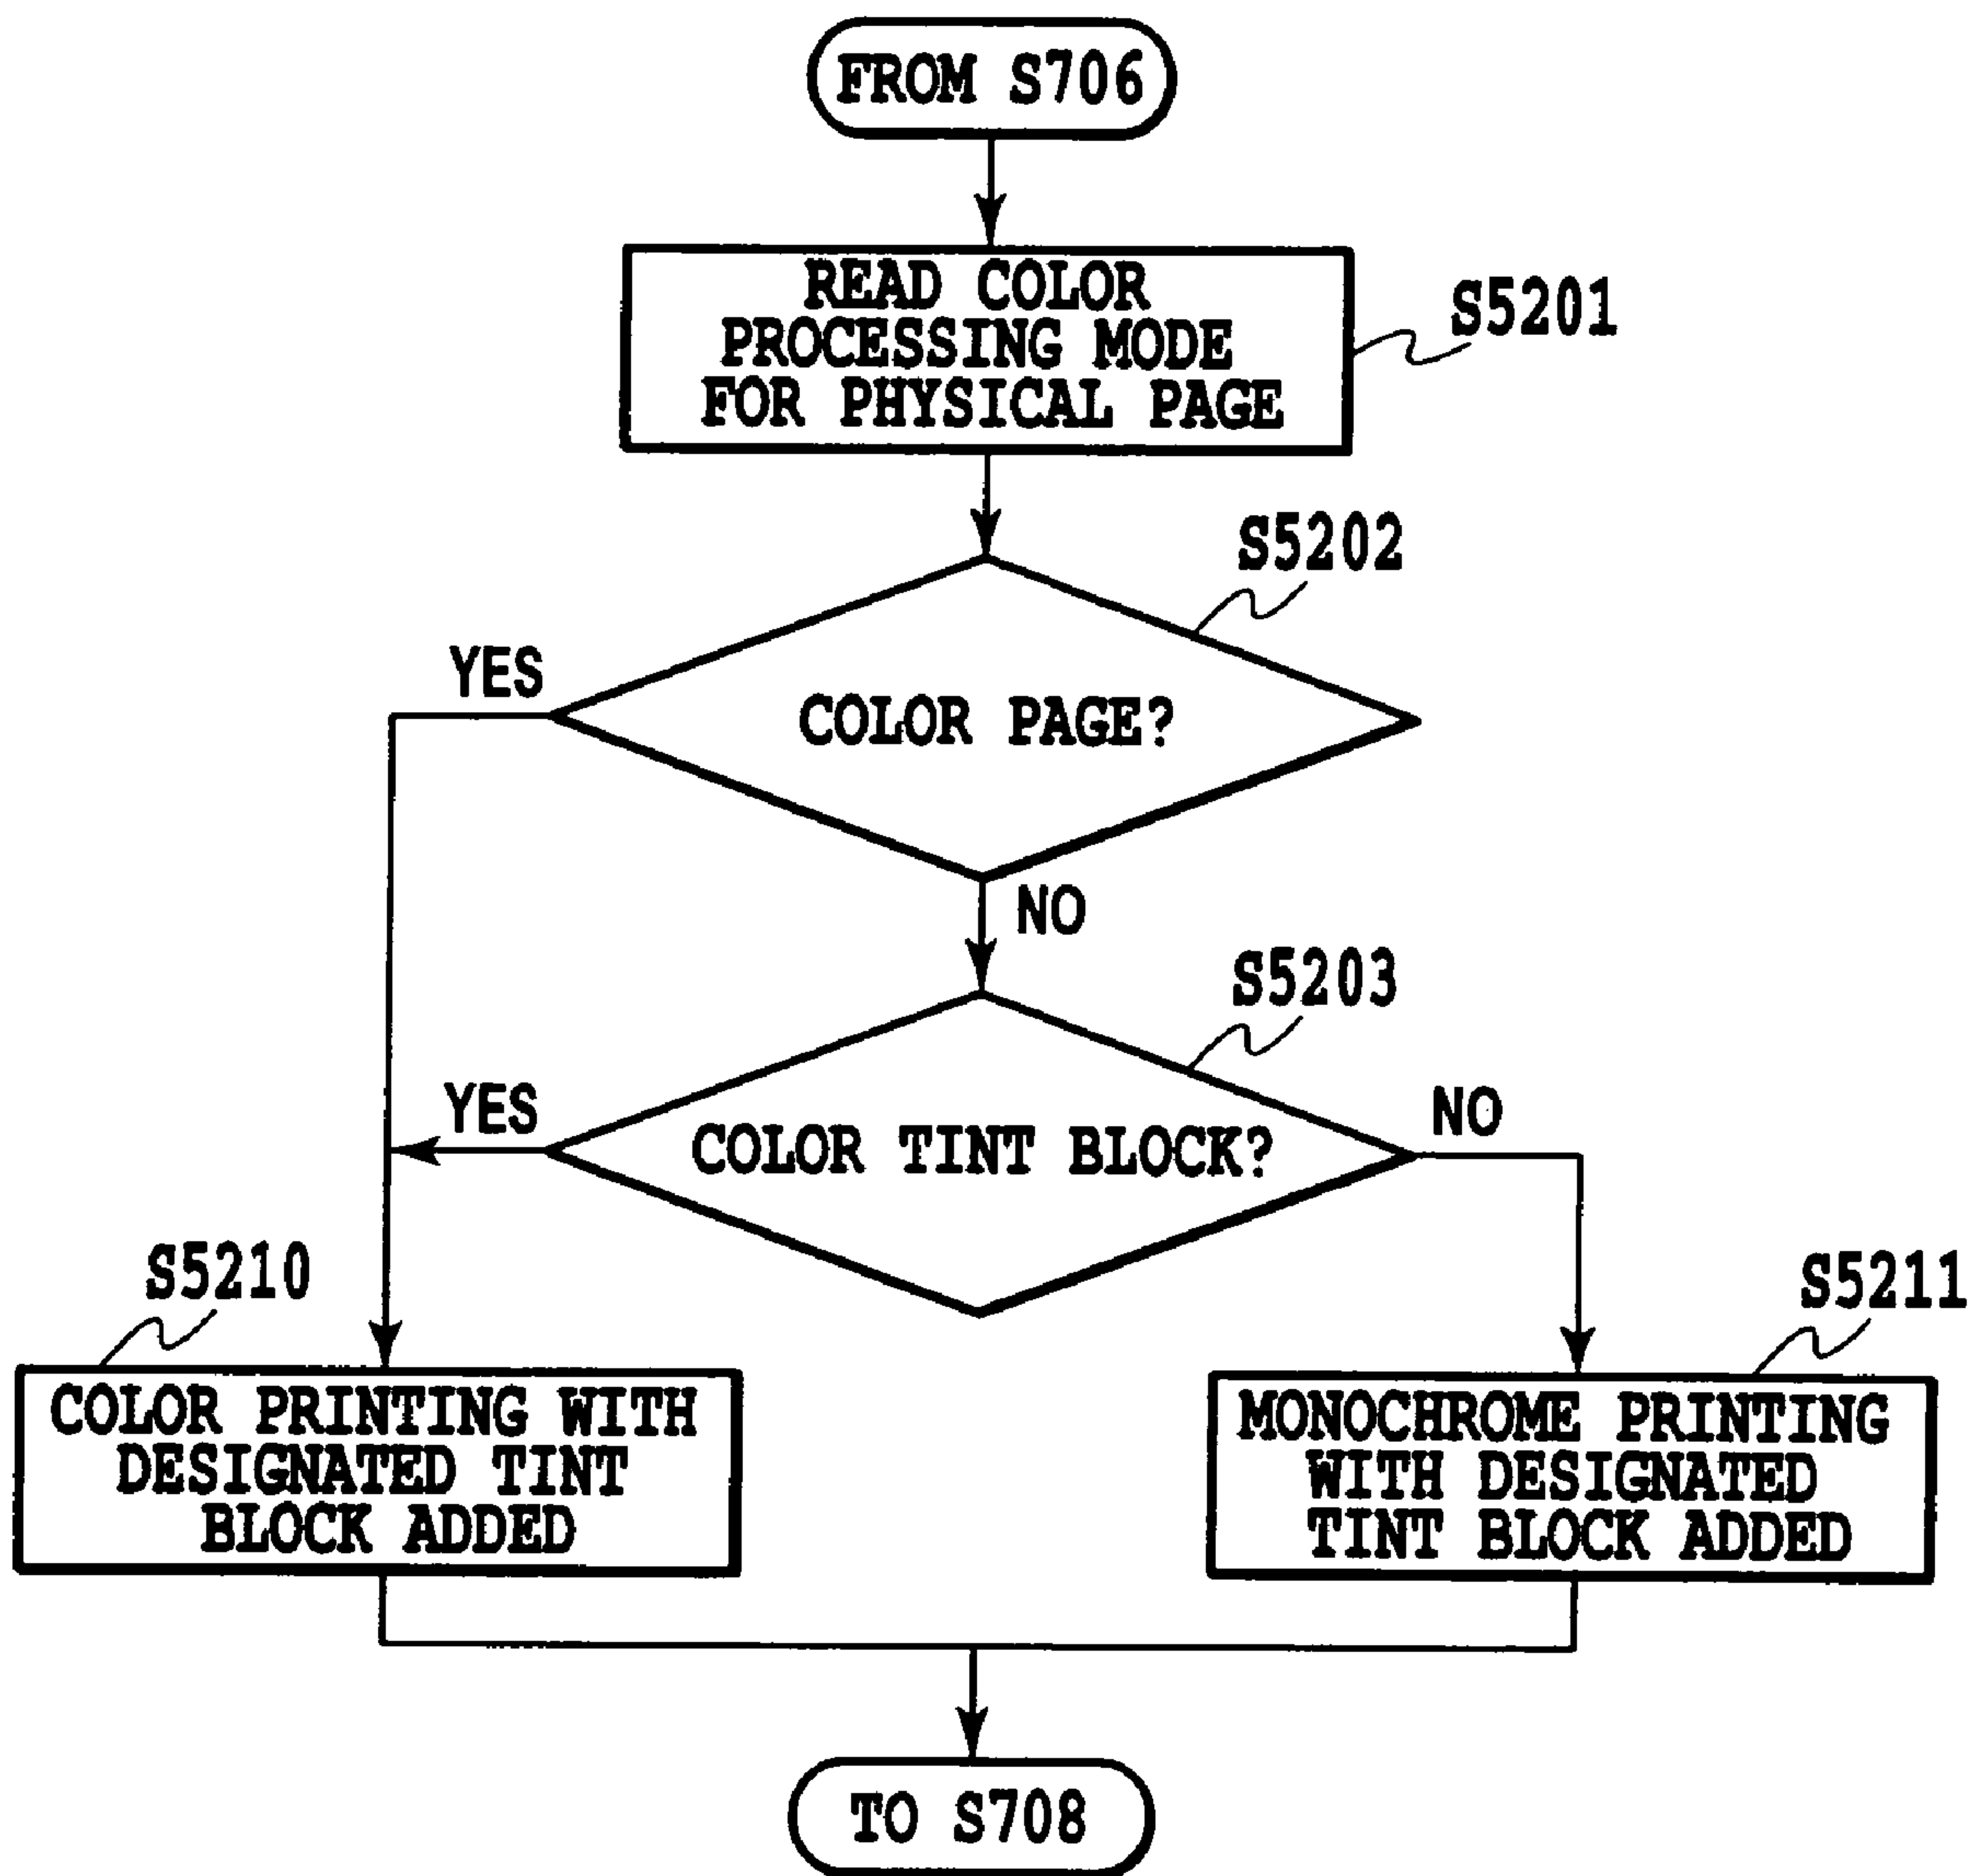 FROM S706
READ COLOR
PROCESSING MODE
FOR PHYSICAL PAGE
S5201
S5202
YES
COLOR PAGE?
NO
S5203
YES
COLOR TINT BLOCK?
NO
S5210
S5211
COLOR PRINTING WITH
DESIGNATED TINT
BLOCK ADDED
MONOCHROME PRINTING
WITH DESIGNATED
TINT BLOCK ADDED
TO S708